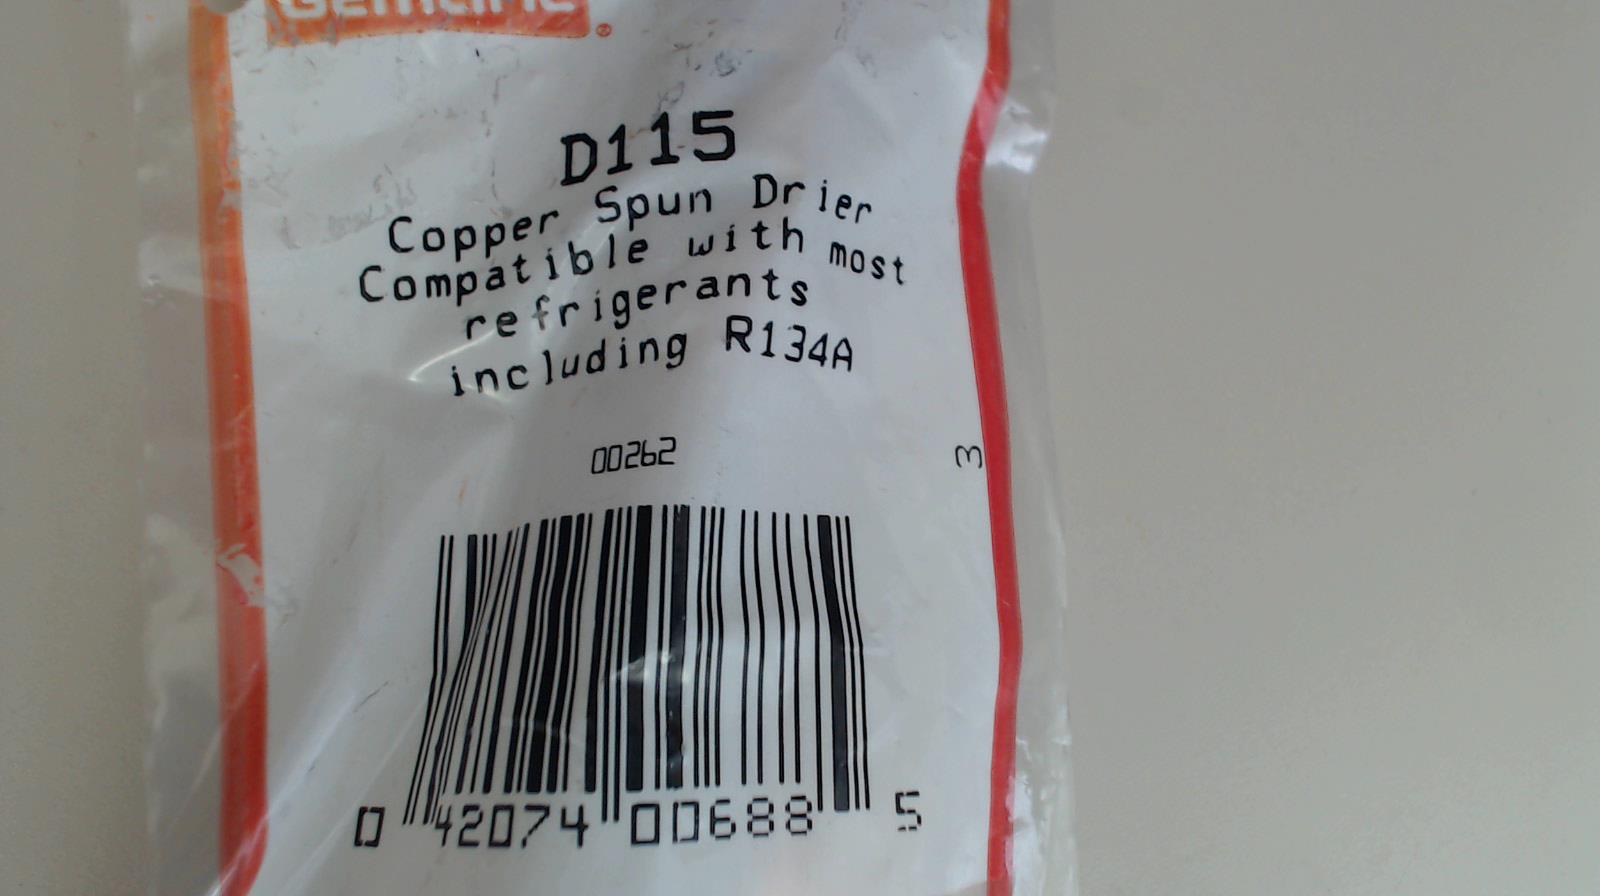 ®
D115
Copper Spun Drier
Compatible with most
refrigerants
including R134A
00262
3
0 42074 00688 5